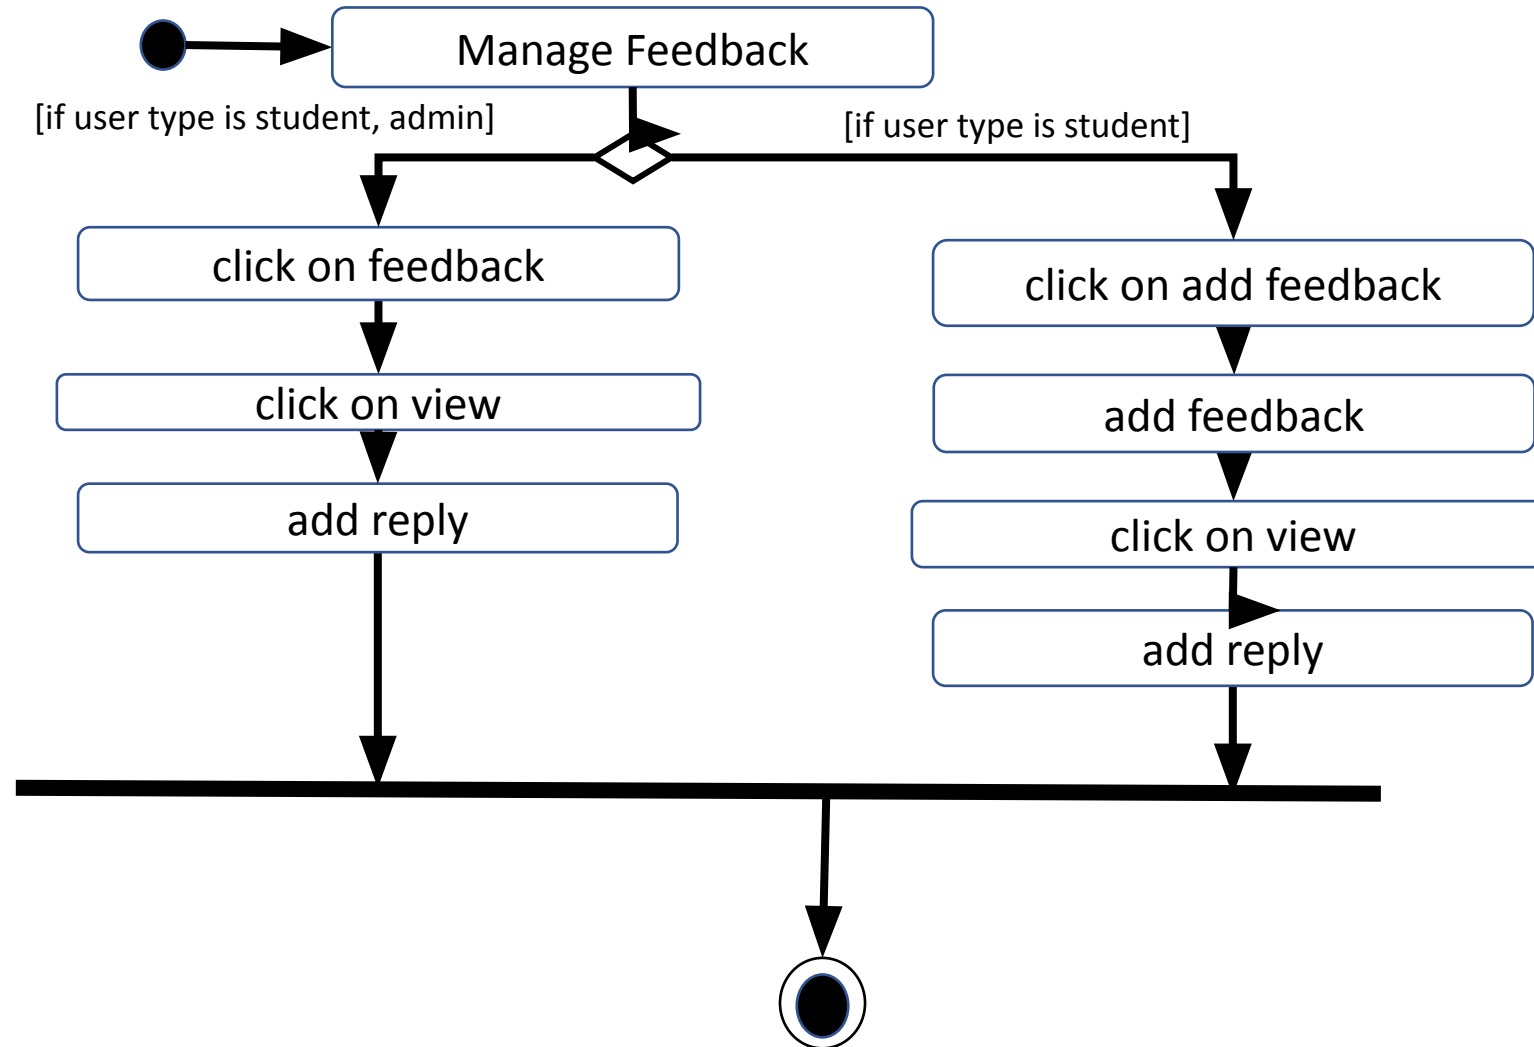 Manage Feedback
[if user type is student, admin]
[if user type is student]
click on feedback
click on view
add reply
click on add feedback
add feedback
click on view
add reply